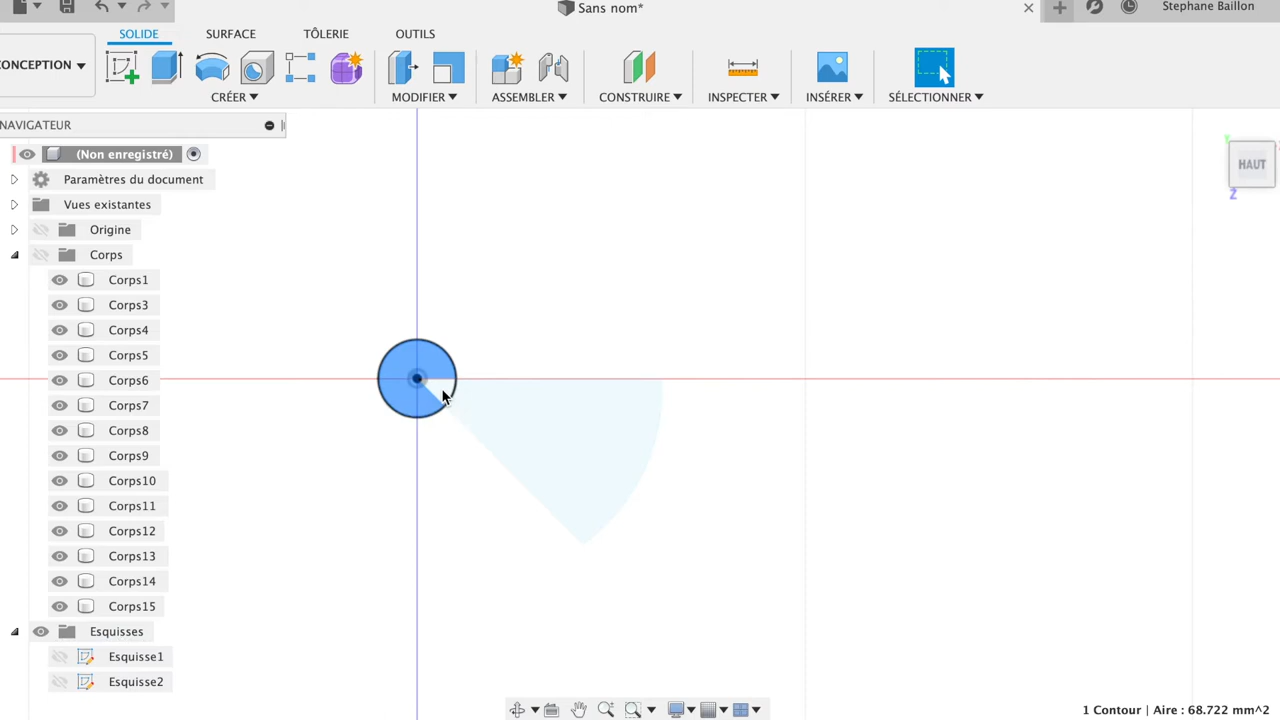 Sans nom*
Stephane Baillon
SOLIDE SURFACE TÔLERIE OUTILS
CONCEPTION
CRÉER MODIFIER ASSEMBLER CONSTRUIRE INSPECTER INSÉRER SÉLECTIONNER
NAVIGATEUR
(Non enregistré)
Paramètres du document
Vues existantes
Origine
Corps
Corps1
Corps3
Corps4
Corps5
Corps6
Corps7
Corps8
Corps9
Corps10
Corps11
Corps12
Corps13
Corps14
Corps15
Esquisses
Esquisse1
Esquisse2
Y
HAUT
Z
1 Contour | Aire : 68.722 mm^2